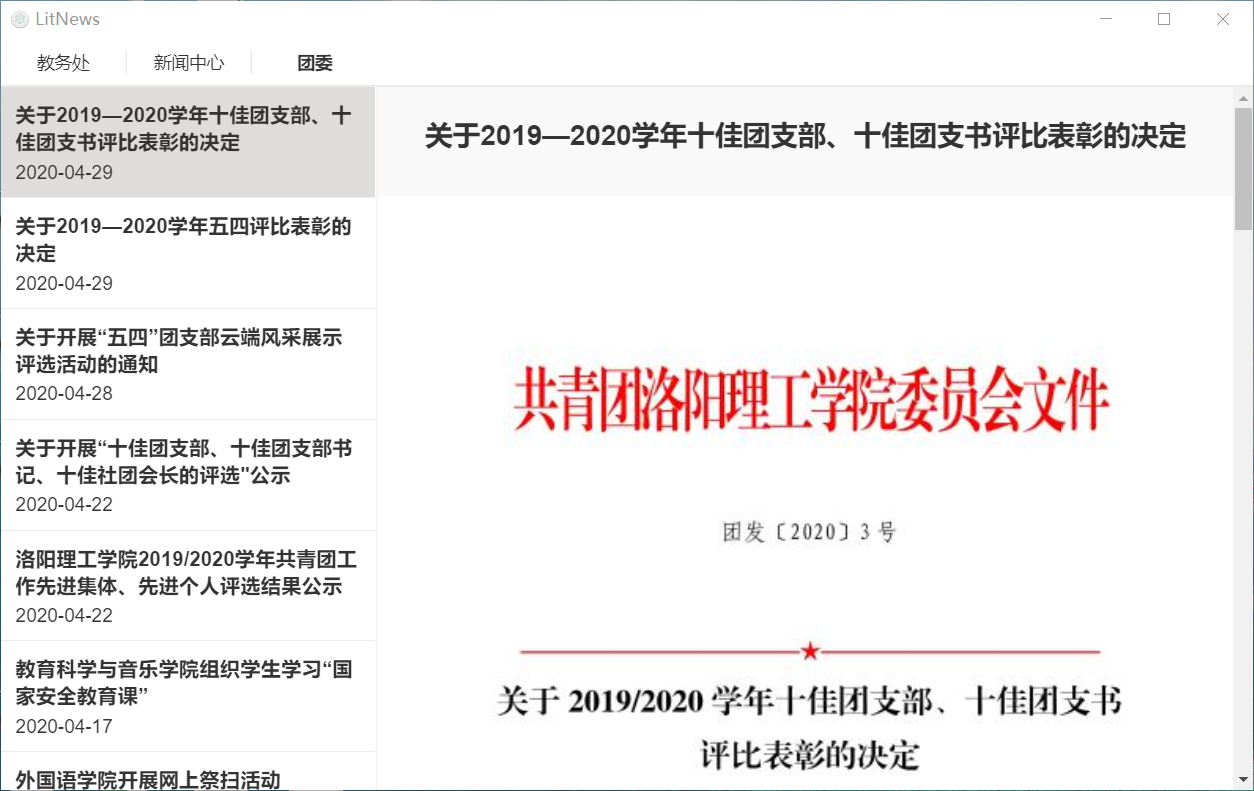 LitNews
教务处
新闻中心
团委
关于2019—2020学年十佳团支部、十
佳团支书评比表彰的决定
2020-04-29
关于2019—2020学年五四评比表彰的
决定
2020-04-29
关于开展“五四”团支部云端风采展示
评选活动的通知
2020-04-28
关于开展“十佳团支部、十佳团支部书
记、十佳社团会长的评选"公示
2020-04-22
洛阳理工学院2019/2020学年共青团工
作先进集体、先进个人评选结果公示
2020-04-22
教育科学与音乐学院组织学生学习“国
家安全教育课”
2020-04-17
外国语学院开展网上祭扫活动
关于2019—2020学年十佳团支部、十佳团支书评比表彰的决定
共青团洛阳理工学院委员会文件
团发〔2020〕3 号
关于 2019/2020 学年十佳团支部、十佳团支书
评比表彰的决定